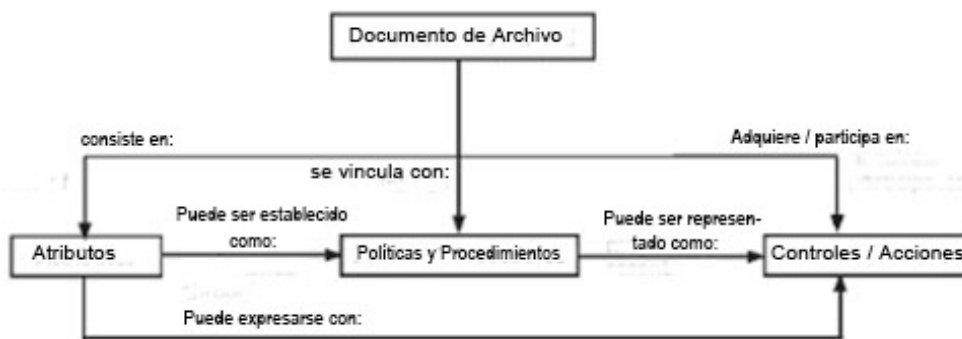 Documento de Archivo
consiste en:
Adquiere / participa en:
se vincula con:
Puede ser establecido
como:
Puede ser represen-
tado como:
Atributos
Políticas y Procedimientos
Controles / Acciones
Puede expresarse con: